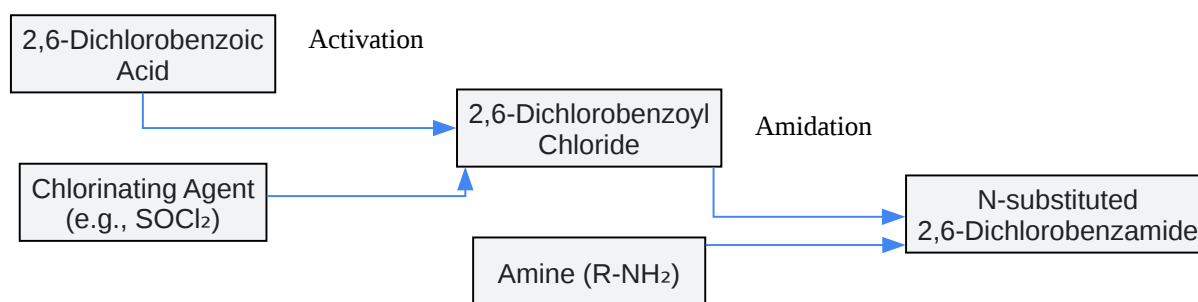 2,6-Dichlorobenzoic
Acid
Activation
2,6-Dichlorobenzoyl
Chloride
Amidation
Chlorinating Agent
(e.g., SOCl₂)
N-substituted
2,6-Dichlorobenzamide
Amine (R-NH₂)